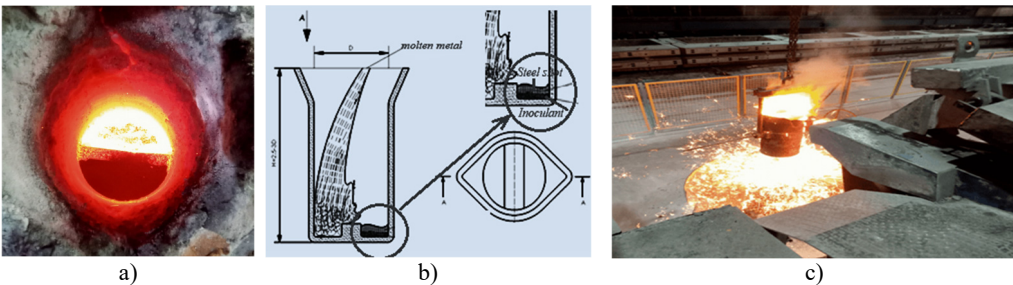 A
D
molten metal
Steel shot
Inoculant
H=2.5-3D
A
A
a)
b)
c)